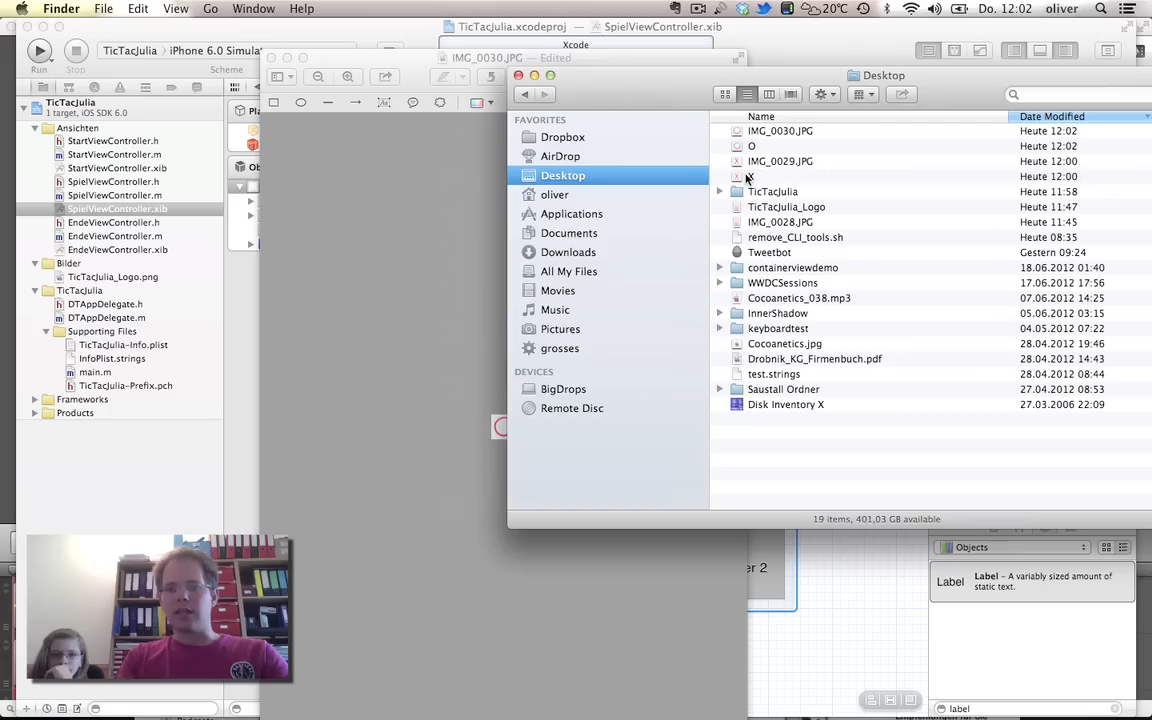 Finder File Edit View Go Window Help
20°C Do. 12:02 oliver
TicTacJulia.xcodeproj › SpielViewController.xib
TicTacJulia › iPhone 6.0 Simulat
Xcode
Run Stop Scheme
IMG_0030.JPG — Edited
Desktop
TicTacJulia
1 target, iOS SDK 6.0
Ansichten
StartViewController.h
StartViewController.m
StartViewController.xib
SpielViewController.h
SpielViewController.m
SpielViewController.xib
EndeViewController.h
EndeViewController.m
EndeViewController.xib
Bilder
TicTacJulia_Logo.png
TicTacJulia
DTAppDelegate.h
DTAppDelegate.m
Supporting Files
TicTacJulia-Info.plist
InfoPlist.strings
main.m
TicTacJulia-Prefix.pch
Frameworks
Products
Pla
Ob
FAVORITES
Dropbox
AirDrop
Desktop
oliver
Applications
Documents
Downloads
All My Files
Movies
Music
Pictures
grosses
DEVICES
BigDrops
Remote Disc
Name Date Modified
IMG_0030.JPG Heute 12:02
O Heute 12:02
IMG_0029.JPG Heute 12:00
X Heute 12:00
TicTacJulia Heute 11:58
TicTacJulia_Logo Heute 11:47
IMG_0028.JPG Heute 11:45
remove_CLI_tools.sh Heute 08:35
Tweetbot Gestern 09:24
containerviewdemo 18.06.2012 01:40
WWDCSessions 17.06.2012 17:56
Cocoanetics_038.mp3 07.06.2012 14:25
InnerShadow 05.06.2012 03:15
keyboardtest 04.05.2012 07:22
Cocoanetics.jpg 28.04.2012 19:46
Drobnik_KG_Firmenbuch.pdf 28.04.2012 14:43
test.strings 28.04.2012 08:44
Saustall Ordner 27.04.2012 08:53
Disk Inventory X 27.03.2006 22:09
19 items, 401,03 GB available
er 2
Objects
Label
Label – A variably sized amount of
static text.
label